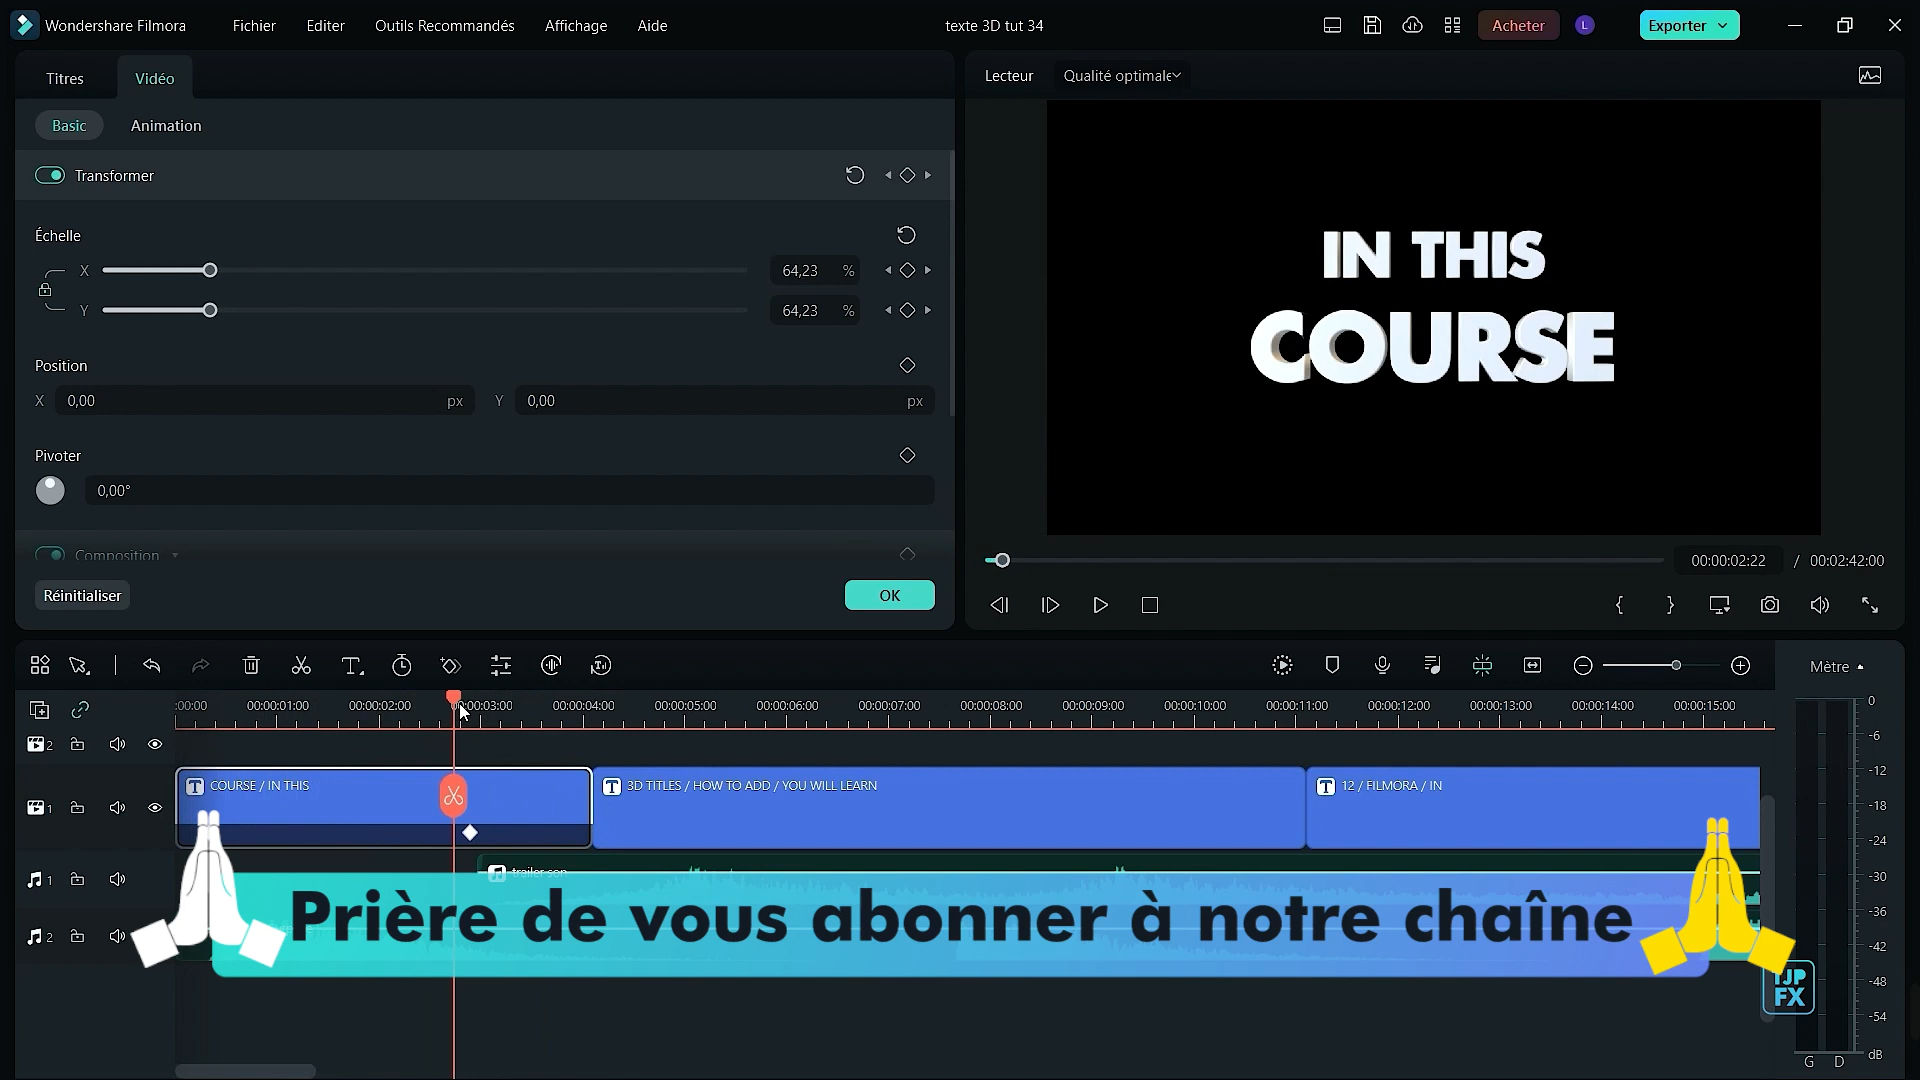 Wondershare Filmora Fichier Editer Outils Recommandés Affichage Aide texte 3D tut 34 Acheter L Exporter
Titres Vidéo
Lecteur Qualité optimale
Basic Animation
Transformer
Échelle
X 64,23 %
Y 64,23 %
Position
X 0,00 px Y 0,00 px
Pivoter
0,00°
Composition
Réinitialiser OK
IN THIS
COURSE
00:00:02:22 / 00:02:42:00
Mètre
:00:00 00:00:01:00 00:00:02:00 00:00:03:00 00:00:04:00 00:00:05:00 00:00:06:00 00:00:07:00 00:00:08:00 00:00:09:00 00:00:10:00 00:00:11:00 00:00:12:00 00:00:13:00 00:00:14:00 00:00:15:00
2
1
T COURSE / IN THIS
T 3D TITLES / HOW TO ADD / YOU WILL LEARN
T 12 / FILMORA / IN
1
trailer son
2
Prière de vous abonner à notre chaîne
TJP
FX
0
-6
-12
-18
-24
-30
-36
-42
-48
-54
dB
G D